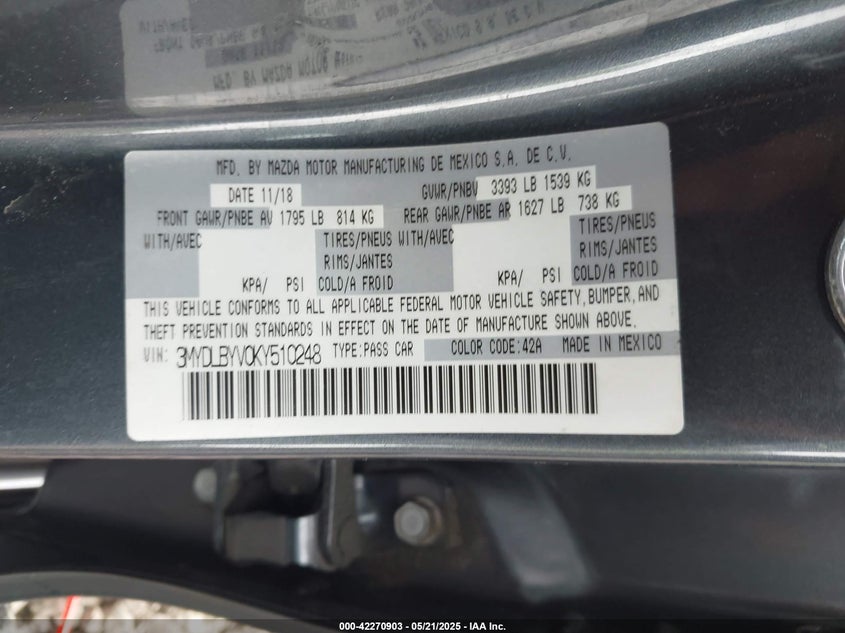 MFD. BY MAZDA MOTOR MANUFACTURING DE MEXICO S.A. DE C.V.
DATE 11/18 GVWR/PNBV 3393 LB 1539 KG
FRONT GAWR/PNBE AV 1795 LB 814 KG REAR GAWR/PNBE AR 1627 LB 738 KG
WITH/AVEC TIRES/PNEUS WITH/AVEC TIRES/PNEUS
RIMS/JANTES RIMS/JANTES
KPA/ PSI COLD/A FROID KPA/ PSI COLD/A FROID
THIS VEHICLE CONFORMS TO ALL APPLICABLE FEDERAL MOTOR VEHICLE SAFETY, BUMPER, AND
THEFT PREVENTION STANDARDS IN EFFECT ON THE DATE OF MANUFACTURE SHOWN ABOVE.
VIN: 3MYDLBYV0KY510248 TYPE:PASS CAR COLOR CODE:42A MADE IN MEXICO
000-42270903 - 05/21/2025 - IAA Inc.